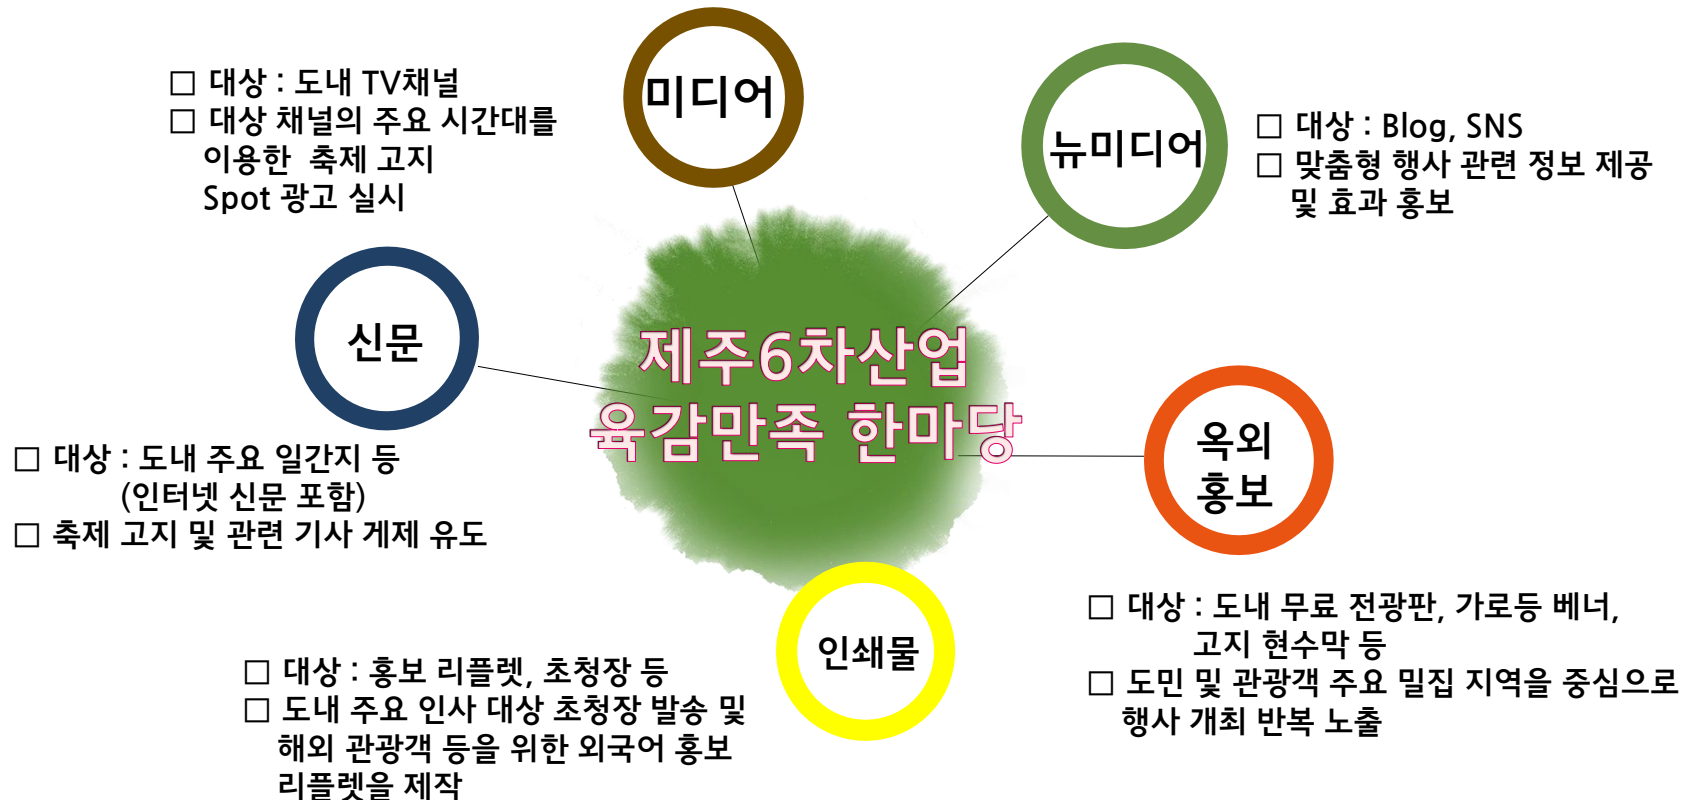 미디어
□ 대상 : 도내 TV채널
□ 대상 채널의 주요 시간대를
이용한 축제 고지
Spot 광고 실시
뉴미디어
□ 대상 : Blog, SNS
□ 맞춤형 행사 관련 정보 제공
및 효과 홍보
신문
□ 대상 : 도내 주요 일간지 등
(인터넷 신문 포함)
□ 축제 고지 및 관련 기사 게제 유도
제주6차산업
육감만족 한마당
옥외
홍보
□ 대상 : 도내 무료 전광판, 가로등 베너,
고지 현수막 등
□ 도민 및 관광객 주요 밀집 지역을 중심으로
행사 개최 반복 노출
인쇄물
□ 대상 : 홍보 리플렛, 초청장 등
□ 도내 주요 인사 대상 초청장 발송 및
해외 관광객 등을 위한 외국어 홍보
리플렛을 제작